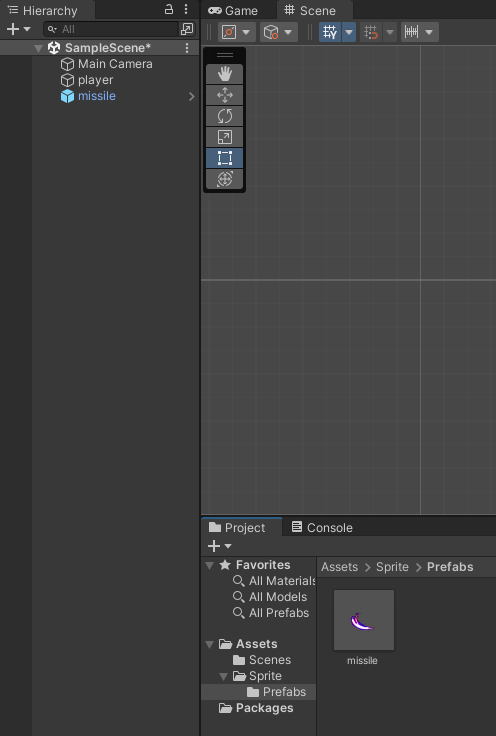 Hierarchy
All
SampleScene*
Main Camera
player
missile
Game
Scene
Project
Console
Favorites
All Materials
All Models
All Prefabs
Assets
Scenes
Sprite
Prefabs
Packages
Assets > Sprite > Prefabs
missile